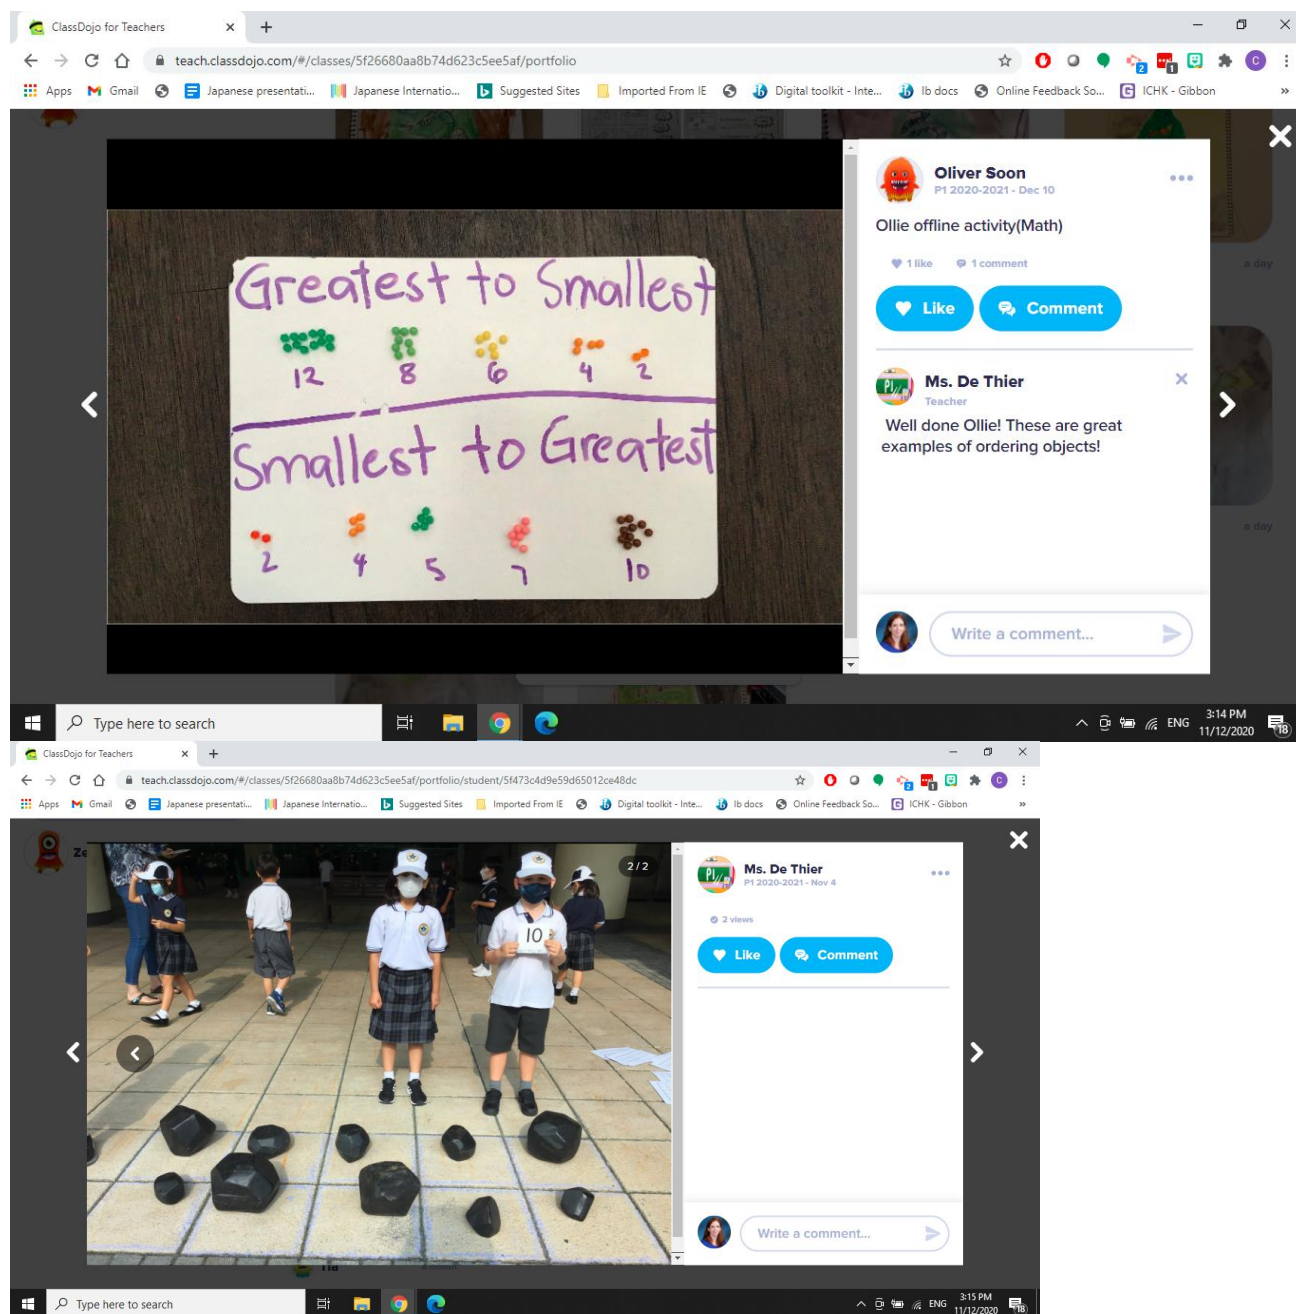 ClassDojo for Teachers
teach.classdojo.com/#/classes/5f26680aa8b74d623c5ee5af/portfolio
Apps Gmail Japanese presentati... Japanese Internatio... Suggested Sites Imported From IE Digital toolkit - Inte... Ib docs Online Feedback So... ICHK - Gibbon »
Oliver Soon
P1 2020-2021 - Dec 10
Ollie offline activity(Math)
1 like 1 comment
Like Comment
Ms. De Thier
Teacher
Well done Ollie! These are great
examples of ordering objects!
Write a comment...
Greatest to Smallest
12 8 6 4 2
Smallest to Greatest
2 4 5 7 10
a day
a day
Type here to search
ENG
3:14 PM
11/12/2020
18
ClassDojo for Teachers
teach.classdojo.com/#/classes/5f26680aa8b74d623c5ee5af/portfolio/student/5f473c4d9e59d65012ce48dc
Apps Gmail Japanese presentati... Japanese Internatio... Suggested Sites Imported From IE Digital toolkit - Inte... Ib docs Online Feedback So... ICHK - Gibbon »
2/2
10
Ms. De Thier
P1 2020-2021 - Nov 4
2 views
Like Comment
Write a comment...
Type here to search
ENG
3:15 PM
11/12/2020
18